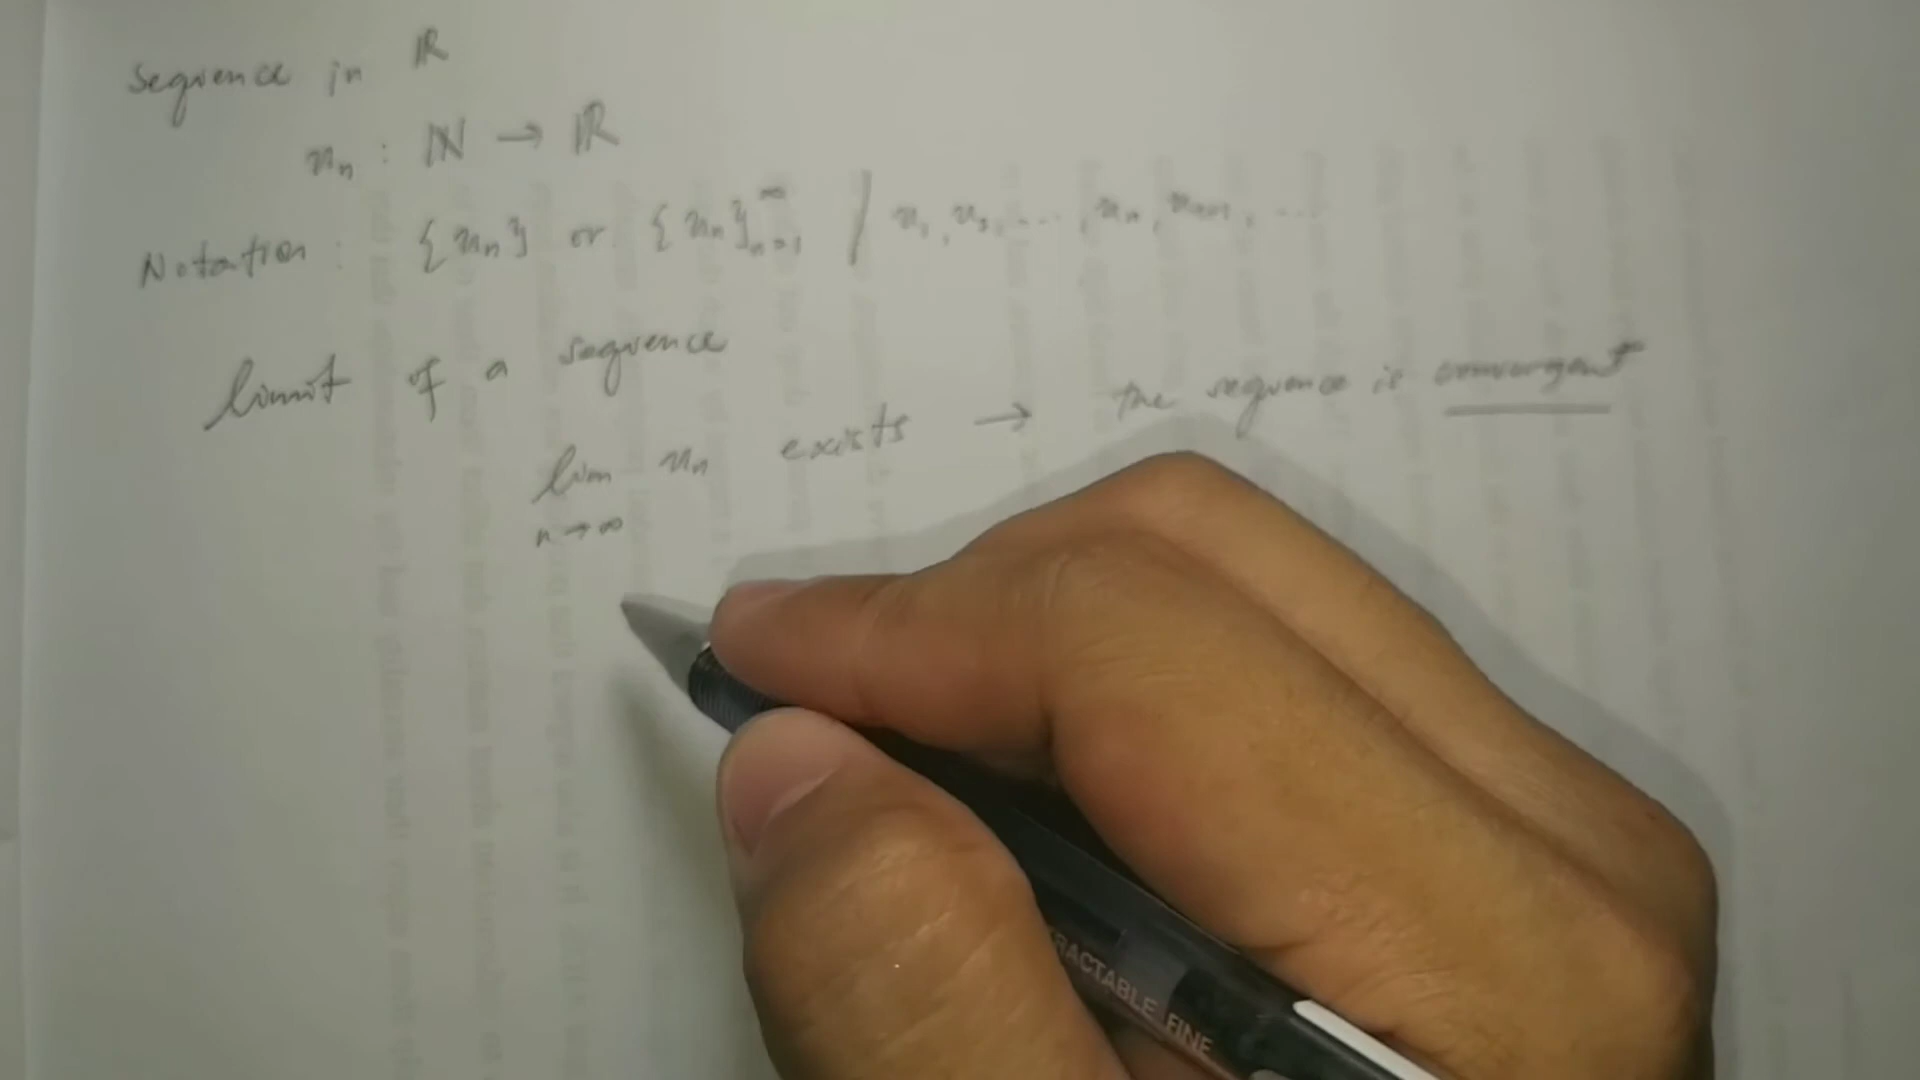 Sequence in ℝ
xₙ : ℕ → ℝ
Notation : {xₙ} or {xₙ}ₙ₌₁^∞ / x₁, x₂, ..., xₙ, xₙ₊₁, ...
limit of a sequence
lim xₙ exists → the sequence is convergent
n → ∞
RACTABLE FINE